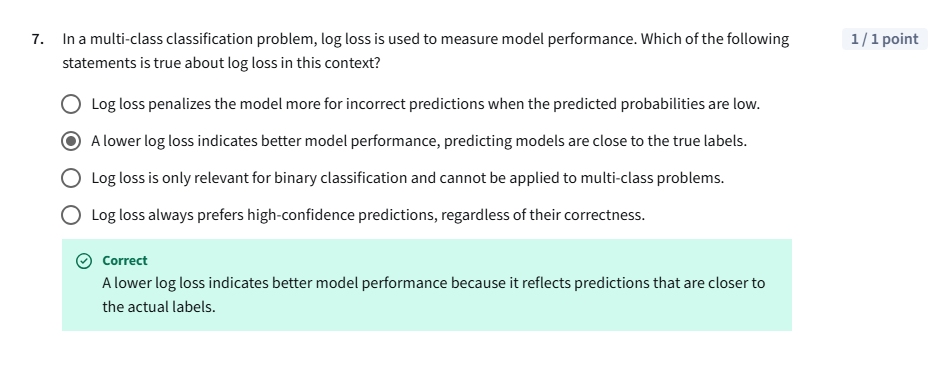 7. In a multi-class classification problem, log loss is used to measure model performance. Which of the following
1 / 1 point
statements is true about log loss in this context?
Log loss penalizes the model more for incorrect predictions when the predicted probabilities are low.
A lower log loss indicates better model performance, predicting models are close to the true labels.
Log loss is only relevant for binary classification and cannot be applied to multi-class problems.
Log loss always prefers high-confidence predictions, regardless of their correctness.
Correct
A lower log loss indicates better model performance because it reflects predictions that are closer to
the actual labels.